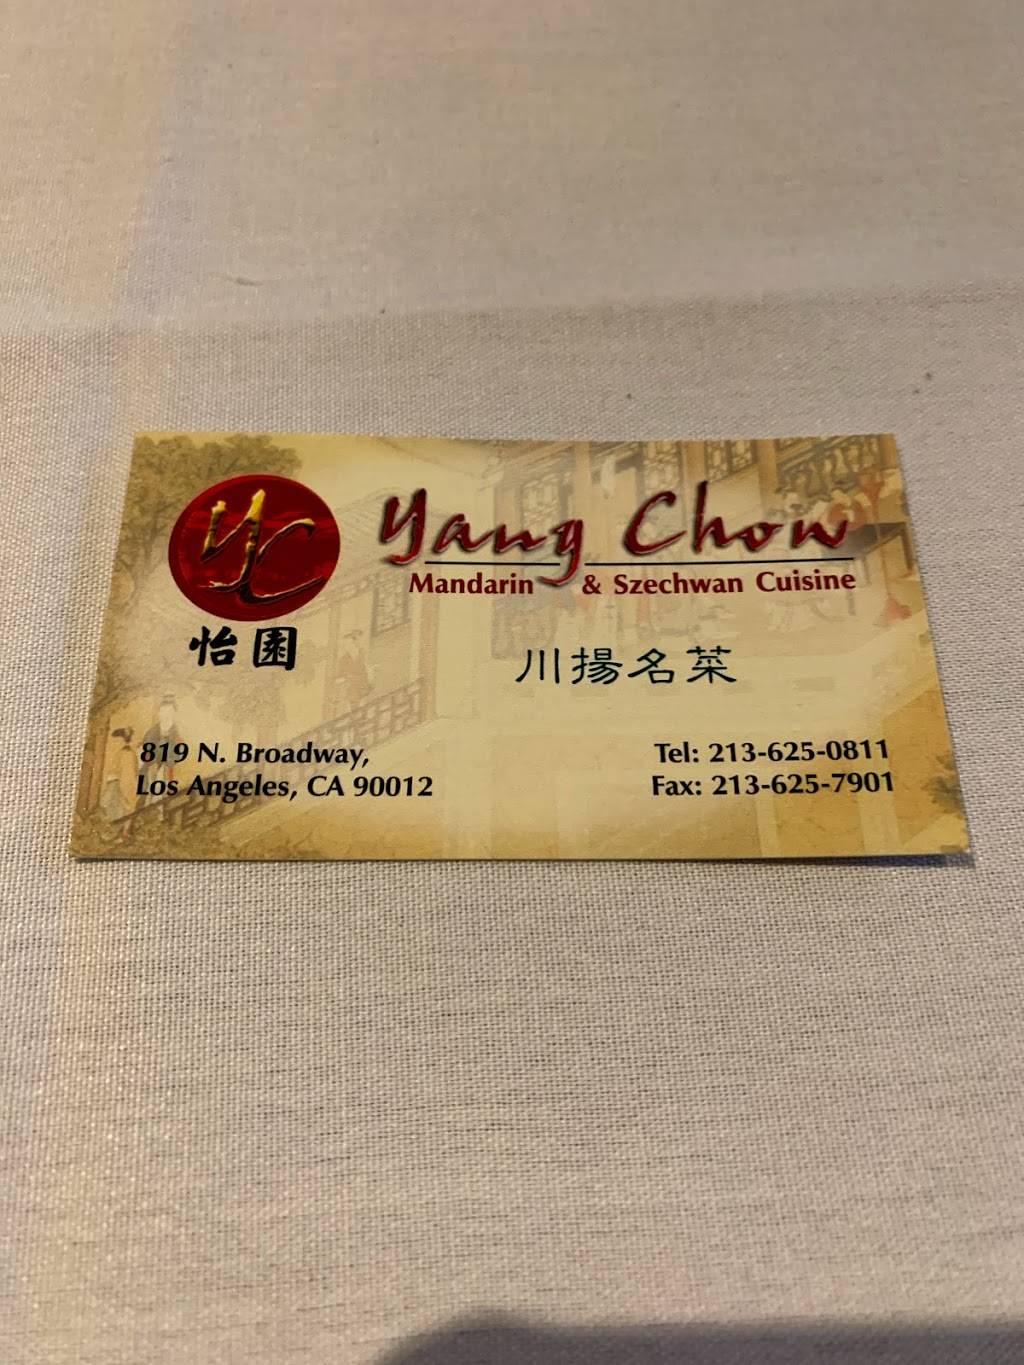 YC
Yang Chow
Mandarin & Szechwan Cuisine
怡園
川揚名菜
819 N. Broadway,
Los Angeles, CA 90012
Tel: 213-625-0811
Fax: 213-625-7901